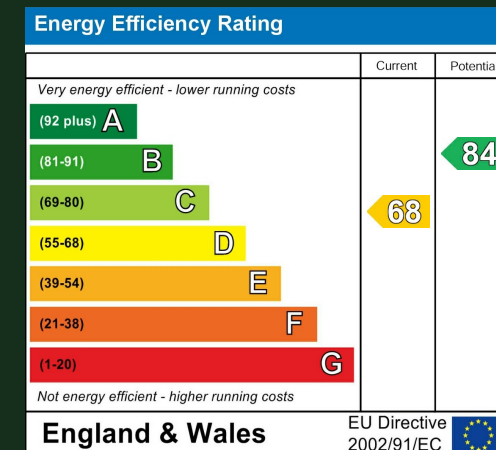 Energy Efficiency Rating
Current Potentia
Very energy efficient - lower running costs
(92 plus) A
(81-91) B 84
(69-80) C 68
(55-68) D
(39-54) E
(21-38) F
(1-20) G
Not energy efficient - higher running costs
England & Wales
EU Directive
2002/91/EC